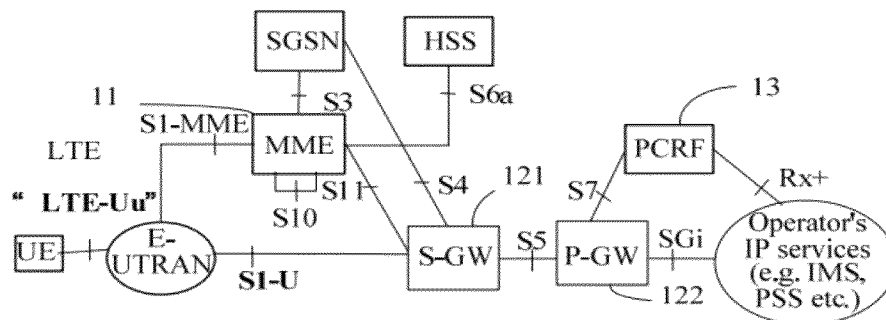 SGSN
HSS
11
S3
S6a
13
S1-MME
MME
PCRF
LTE
Rx+
S11
S4
121
S7
“ LTE-Uu”
S10
UE
E-
UTRAN
S-GW
S5
P-GW
SGi
Operator's
IP services
(e.g. IMS,
PSS etc.)
S1-U
122